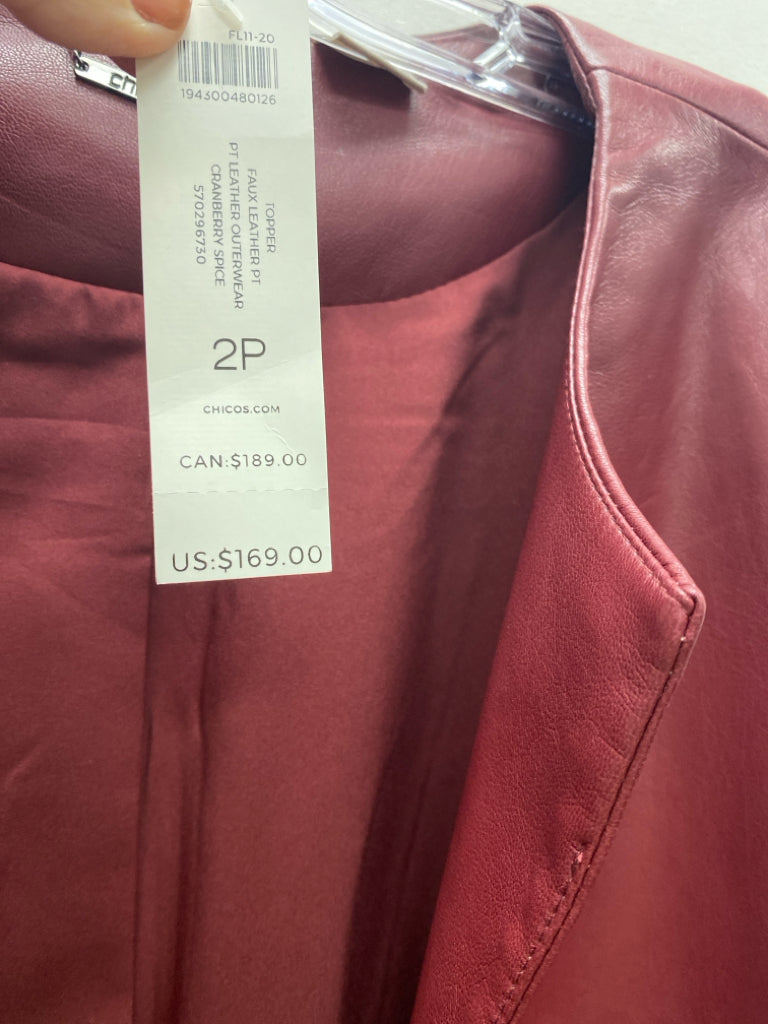 FL11-20
194300480126
TOPPER
FAUX LEATHER PT
PT LEATHER OUTERWEAR
CRANBERRY SPICE
570296730
2P
CHICOS.COM
CAN:$189.00
US:$169.00